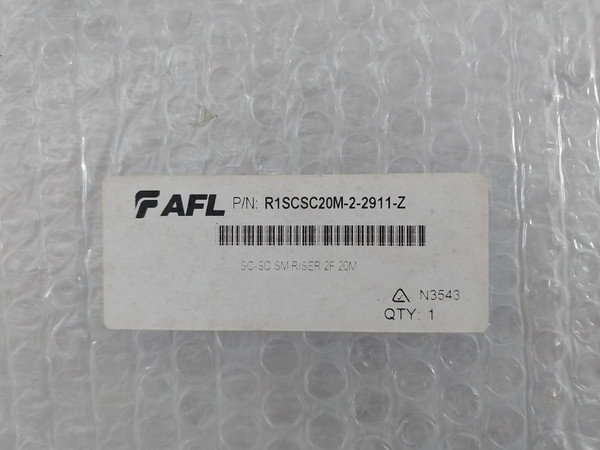 AFL P/N: R1SCSC20M-2-2911-Z
SC-SC SM RISER 2F 20M
N3543
QTY: 1